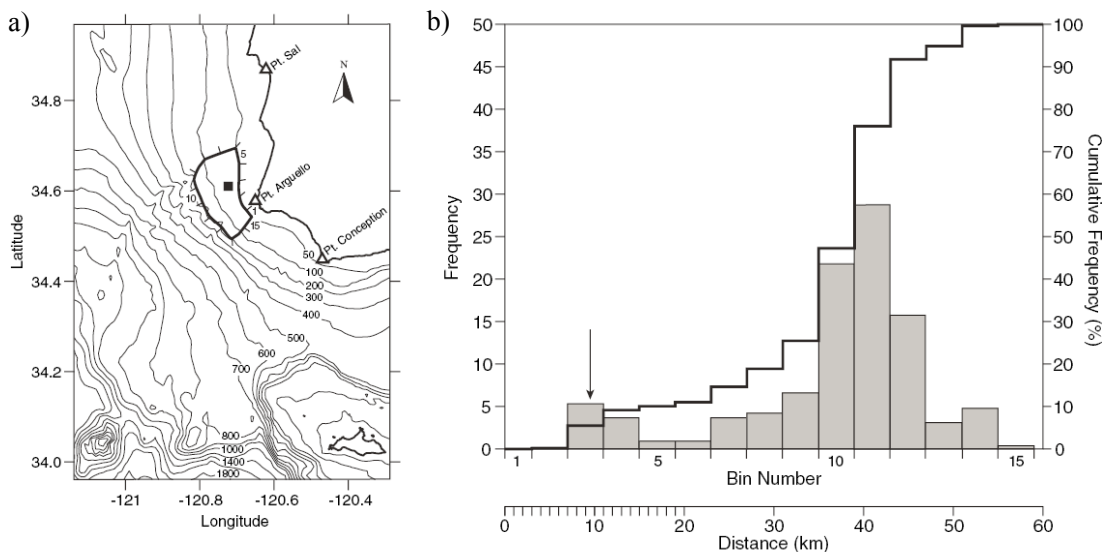 a)
N
Pt. Sal
Pt. Arguello
Pt. Conception
5
10
1
15
50
100
200
300
400
500
600
700
800
1000
1400
1800
34.8
34.6
34.4
34.2
34.0
Latitude
-121 -120.8 -120.6 -120.4
Longitude
b)
50
45
40
35
30
25
20
15
10
5
0
Frequency
100
90
80
70
60
50
40
30
20
10
0
Cumulative Frequency (%)
1 5 10 15
Bin Number
0 10 20 30 40 50 60
Distance (km)